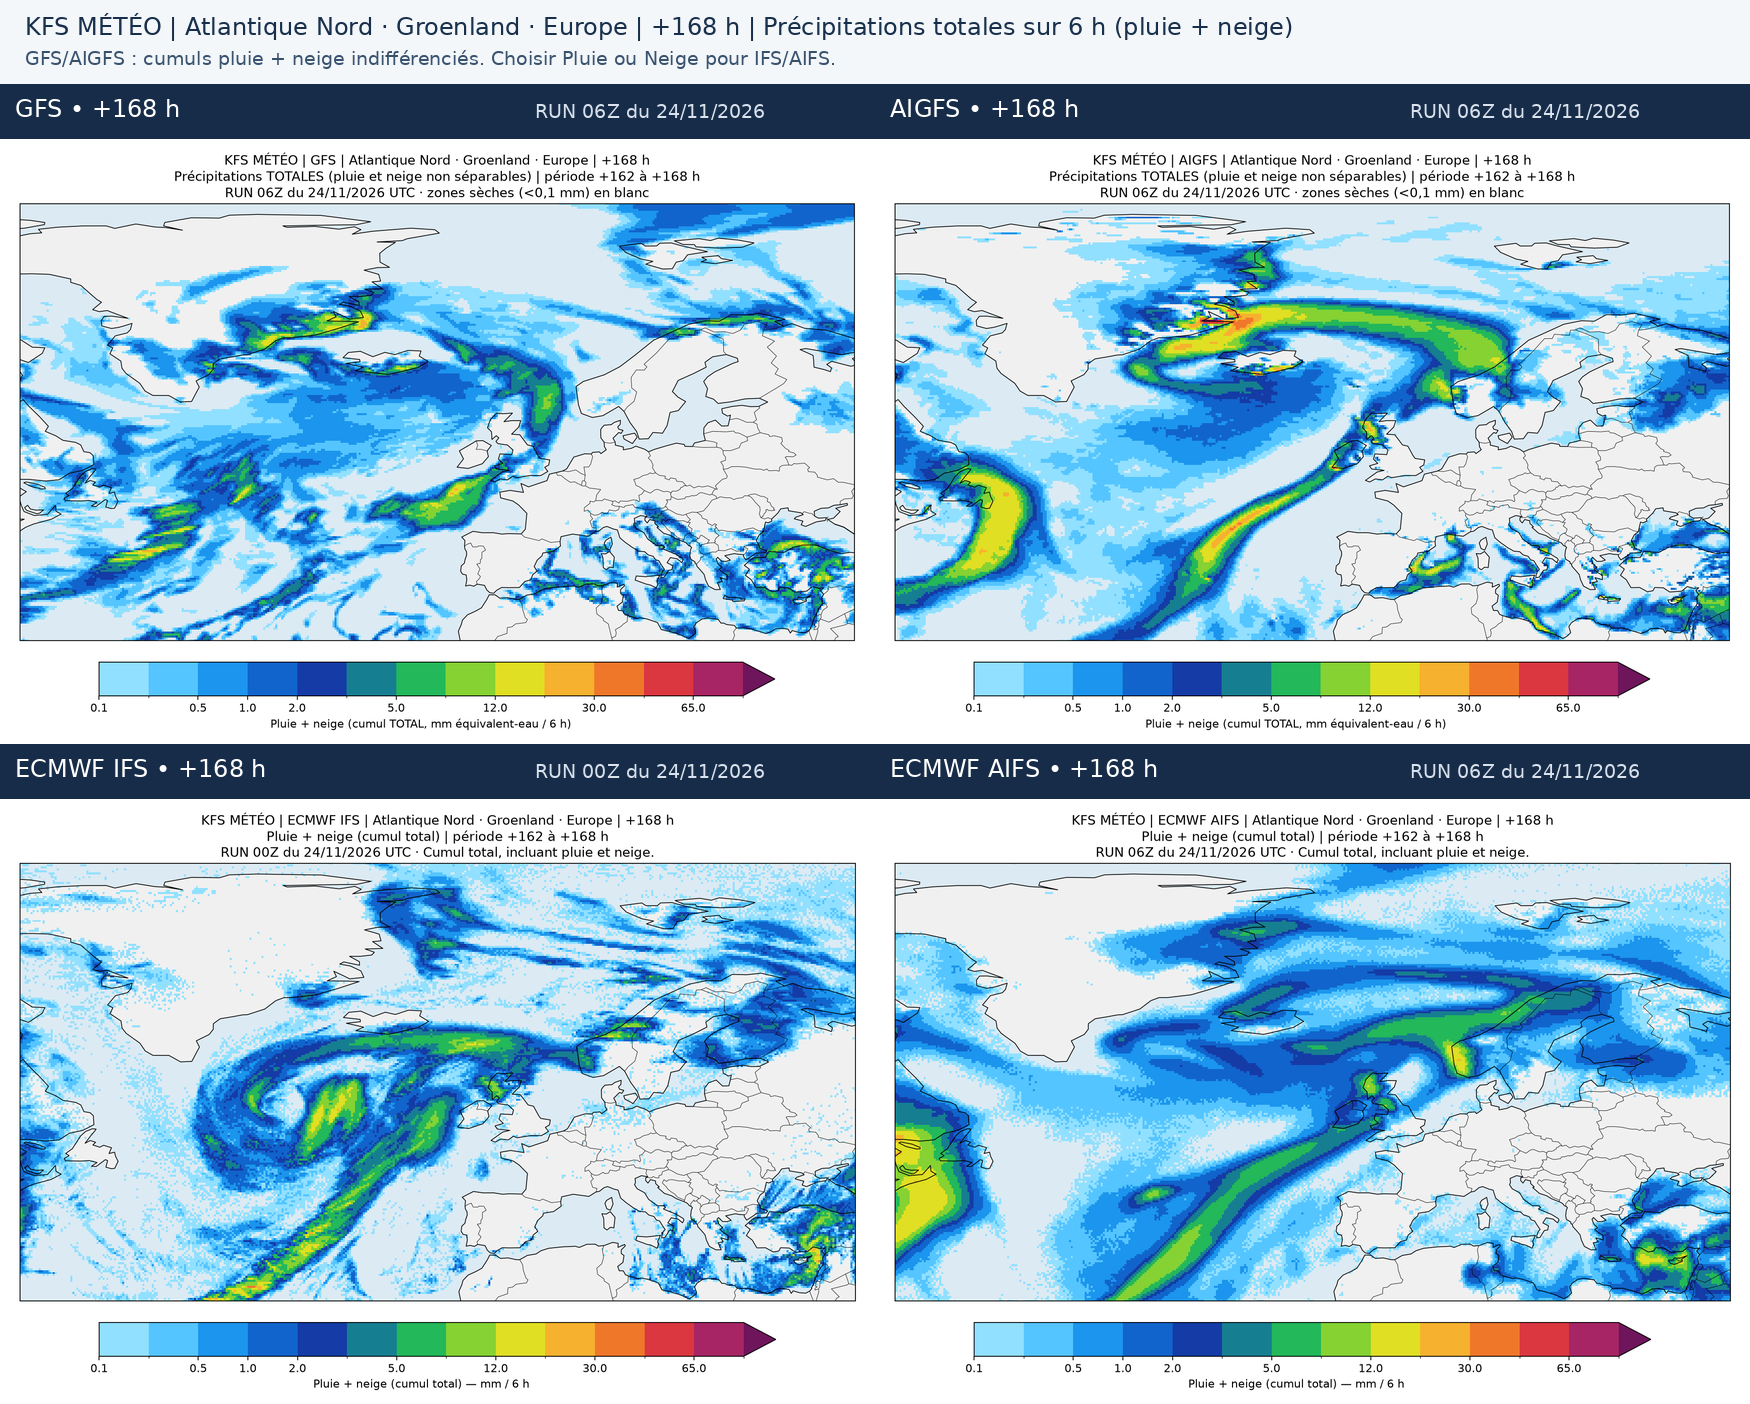 KFS MÉTÉO | Atlantique Nord · Groenland · Europe | +168 h | Précipitations totales sur 6 h (pluie + neige)
GFS/AIGFS : cumuls pluie + neige indifférenciés. Choisir Pluie ou Neige pour IFS/AIFS.
GFS • +168 h
RUN 06Z du 24/11/2026
AIGFS • +168 h
RUN 06Z du 24/11/2026
KFS MÉTÉO | GFS | Atlantique Nord · Groenland · Europe | +168 h
Précipitations TOTALES (pluie et neige non séparables) | période +162 à +168 h
RUN 06Z du 24/11/2026 UTC · zones sèches (<0,1 mm) en blanc
KFS MÉTÉO | AIGFS | Atlantique Nord · Groenland · Europe | +168 h
Précipitations TOTALES (pluie et neige non séparables) | période +162 à +168 h
RUN 06Z du 24/11/2026 UTC · zones sèches (<0,1 mm) en blanc
0.1 0.5 1.0 2.0 5.0 12.0 30.0 65.0
Pluie + neige (cumul TOTAL, mm équivalent-eau / 6 h)
0.1 0.5 1.0 2.0 5.0 12.0 30.0 65.0
Pluie + neige (cumul TOTAL, mm équivalent-eau / 6 h)
ECMWF IFS • +168 h
RUN 00Z du 24/11/2026
ECMWF AIFS • +168 h
RUN 06Z du 24/11/2026
KFS MÉTÉO | ECMWF IFS | Atlantique Nord · Groenland · Europe | +168 h
Pluie + neige (cumul total) | période +162 à +168 h
RUN 00Z du 24/11/2026 UTC · Cumul total, incluant pluie et neige.
KFS MÉTÉO | ECMWF AIFS | Atlantique Nord · Groenland · Europe | +168 h
Pluie + neige (cumul total) | période +162 à +168 h
RUN 06Z du 24/11/2026 UTC · Cumul total, incluant pluie et neige.
0.1 0.5 1.0 2.0 5.0 12.0 30.0 65.0
Pluie + neige (cumul total) — mm / 6 h
0.1 0.5 1.0 2.0 5.0 12.0 30.0 65.0
Pluie + neige (cumul total) — mm / 6 h